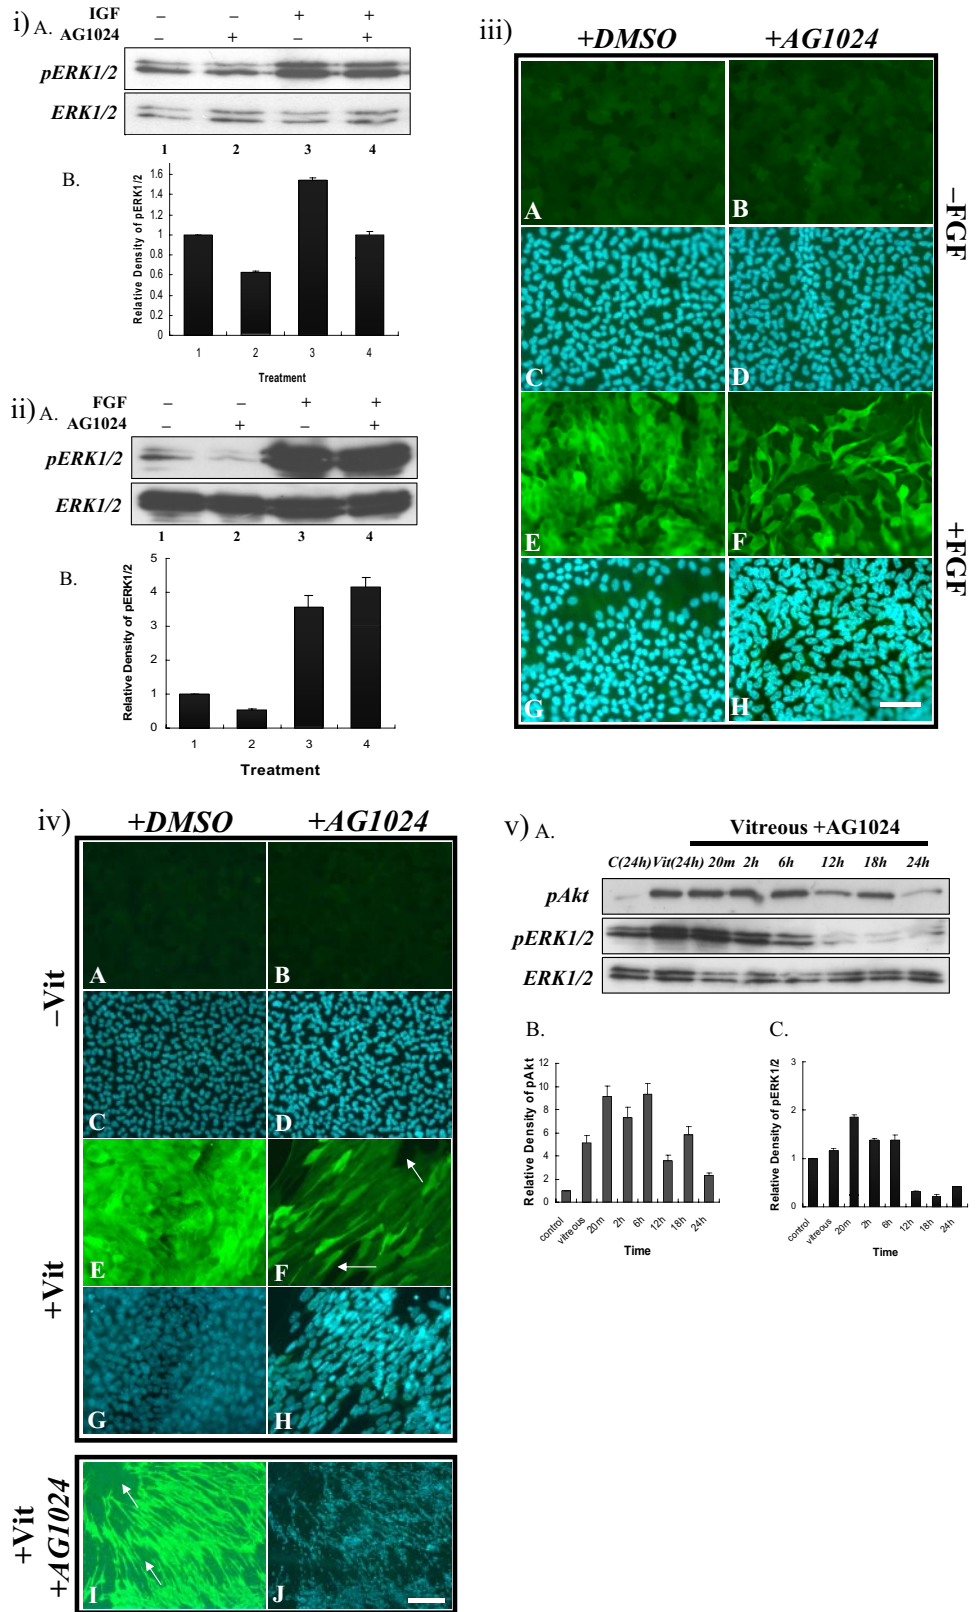 i) A.
IGF – – + +
AG1024 – + – +
pERK1/2
ERK1/2
1 2 3 4
B.
Relative Density of pERK1/2
1.6
1.4
1.2
1
0.8
0.6
0.4
0.2
0
1 2 3 4
Treatment
ii) A.
FGF – – + +
AG1024 – + – +
pERK1/2
ERK1/2
1 2 3 4
B.
Relative Density of pERK1/2
5
4
3
2
1
0
1 2 3 4
Treatment
iii)
+DMSO +AG1024
A B
C D
–FGF
E F
G H
+FGF
iv)
+DMSO +AG1024
–Vit
A B
C D
+Vit
E F
G H
+Vit
+AG1024
I J
v) A.
Vitreous +AG1024
C(24h) Vit(24h) 20m 2h 6h 12h 18h 24h
pAkt
pERK1/2
ERK1/2
B.
Relative Density of pAkt
12
10
8
6
4
2
0
control vitreous 20m 2h 6h 12h 18h 24h
Time
C.
Relative Density of pERK1/2
3
2
1
0
control vitreous 20m 2h 6h 12h 18h 24h
Time